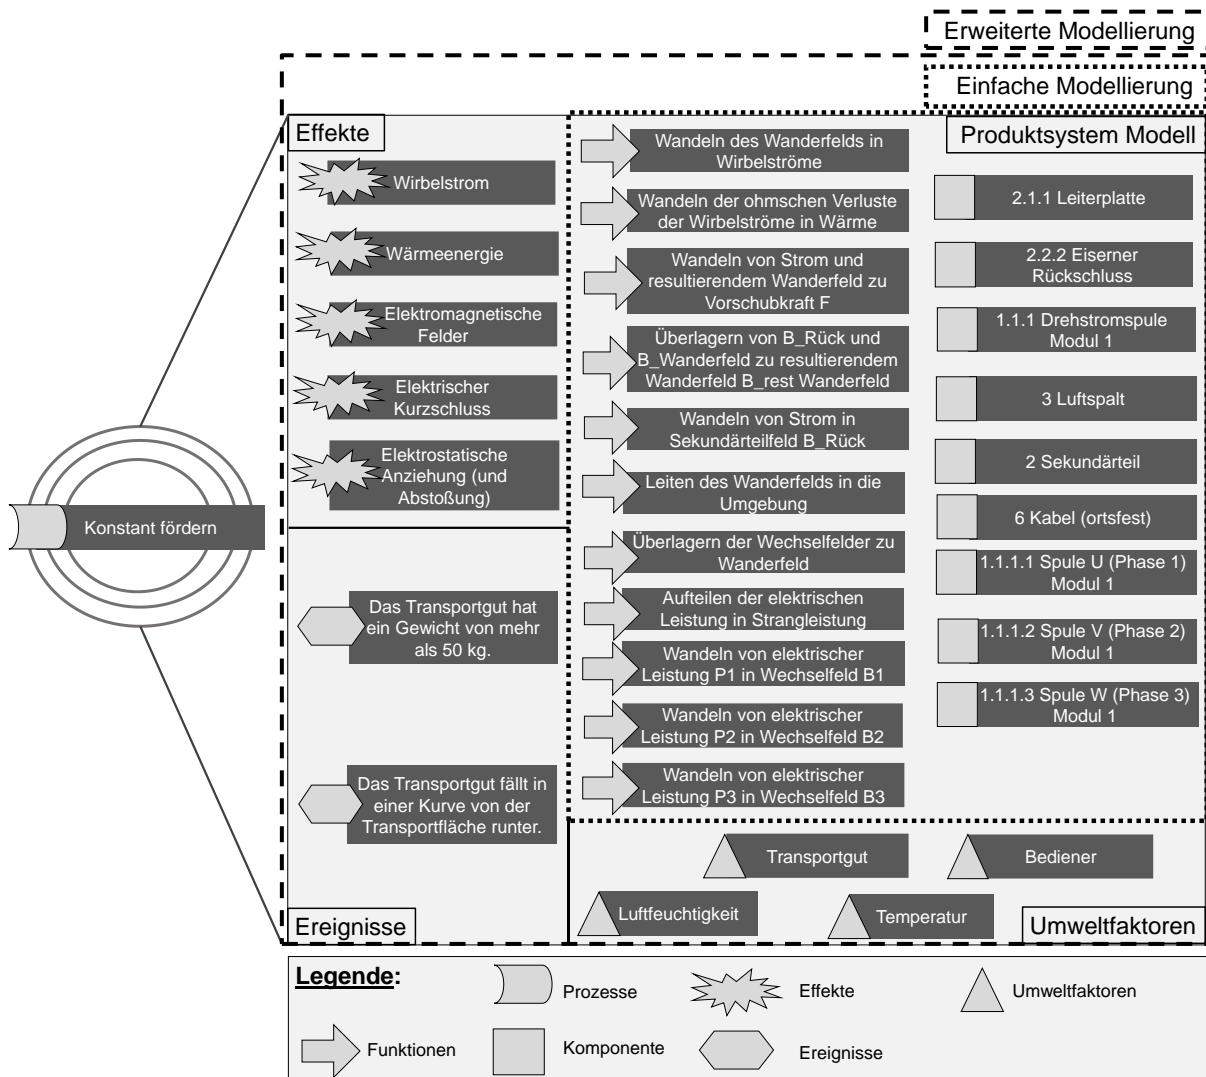 Erweiterte Modellierung
Einfache Modellierung
Effekte
Produktsystem Modell
Wirbelstrom
Wärmeenergie
Elektromagnetische
Felder
Elektrischer
Kurzschluss
Elektrostatische
Anziehung (und
Abstoßung)
Konstant fördern
Das Transportgut hat
ein Gewicht von mehr
als 50 kg.
Das Transportgut fällt in
einer Kurve von der
Transportfläche runter.
Ereignisse
Wandeln des Wanderfelds in
Wirbelströme
Wandeln der ohmschen Verluste
der Wirbelströme in Wärme
Wandeln von Strom und
resultierendem Wanderfeld zu
Vorschubkraft F
Überlagern von B_Rück und
B_Wanderfeld zu resultierendem
Wanderfeld B_rest Wanderfeld
Wandeln von Strom in
Sekundärteilfeld B_Rück
Leiten des Wanderfelds in die
Umgebung
Überlagern der Wechselfelder zu
Wanderfeld
Aufteilen der elektrischen
Leistung in Strangleistung
Wandeln von elektrischer
Leistung P1 in Wechselfeld B1
Wandeln von elektrischer
Leistung P2 in Wechselfeld B2
Wandeln von elektrischer
Leistung P3 in Wechselfeld B3
2.1.1 Leiterplatte
2.2.2 Eiserner
Rückschluss
1.1.1 Drehstromspule
Modul 1
3 Luftspalt
2 Sekundärteil
6 Kabel (ortsfest)
1.1.1.1 Spule U (Phase 1)
Modul 1
1.1.1.2 Spule V (Phase 2)
Modul 1
1.1.1.3 Spule W (Phase 3)
Modul 1
Transportgut
Bediener
Luftfeuchtigkeit
Temperatur
Umweltfaktoren
Legende:
Prozesse
Effekte
Umweltfaktoren
Funktionen
Komponente
Ereignisse